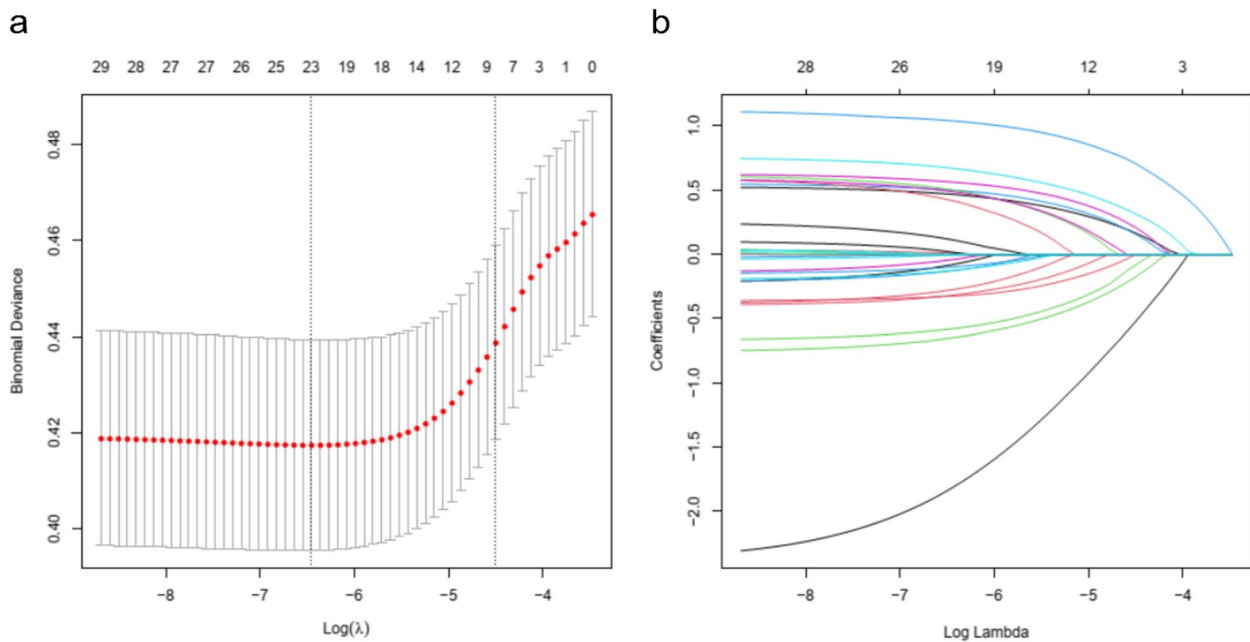 a
29 28 27 27 26 25 23 19 18 14 12 9 7 3 1 0
Binomial Deviance
0.48
0.46
0.44
0.42
0.40
−8 −7 −6 −5 −4
Log(λ)
b
28 26 19 12 3
Coefficients
1.0
0.5
0.0
−0.5
−1.0
−1.5
−2.0
−8 −7 −6 −5 −4
Log Lambda